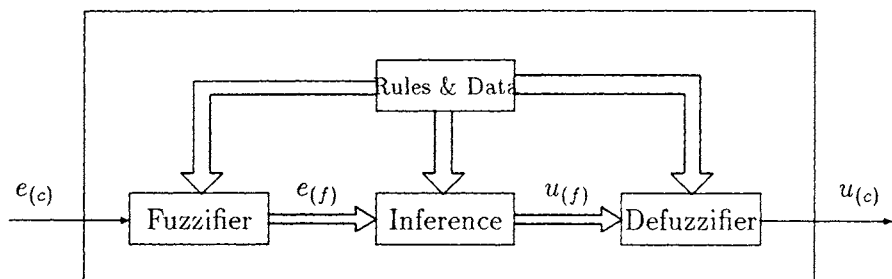 Rules & Data
e(c)
e(f)
u(f)
u(c)
Fuzzifier
Inference
Defuzzifier